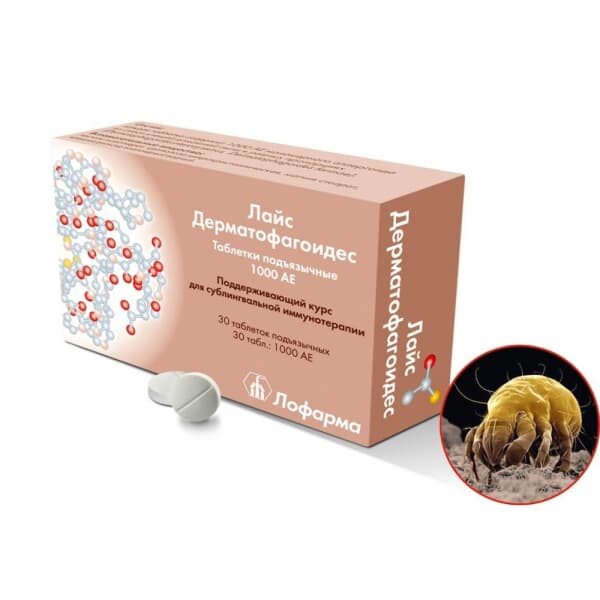 Состав:
Лайс
Дерматофагоидес
Таблетки подъязычные
1000 АЕ
Поддерживающий курс
для сублингвальной иммунотерапии
30 таблеток подъязычных
30 табл.: 1000 АЕ
Лофарма
Лайс
Дерматофагоидес